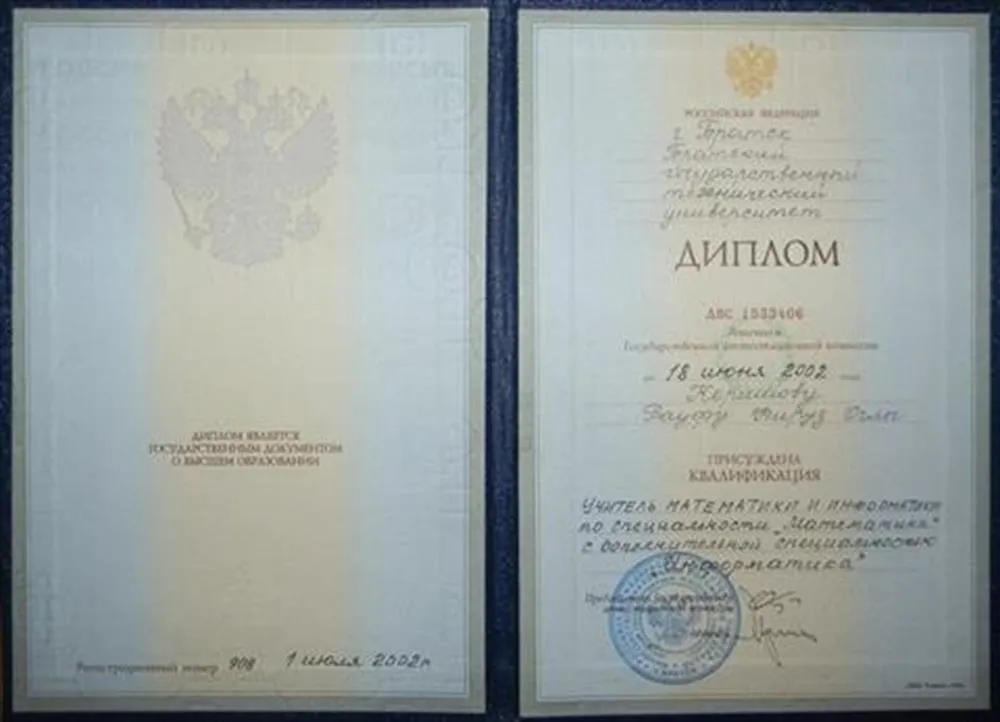 ДИПЛОМ ЯВЛЯЕТСЯ
ГОСУДАРСТВЕННЫМ ДОКУМЕНТОМ
О ВЫСШЕМ ОБРАЗОВАНИИ
Регистрационный номер 908 1 июля 2002г
РОССИЙСКАЯ ФЕДЕРАЦИЯ
г Братск
Братский
государственный
технический
университет
ДИПЛОМ
АВС 1533406
Решением
Государственной аттестационной комиссии
18 июня 2002
Керимову
Рауфу Фируз Оглы
ПРИСУЖДЕНА
КВАЛИФИКАЦИЯ
УЧИТЕЛЬ МАТЕМАТИКИ И ИНФОРМАТИКИ
по специальности „Математика"
с дополнительной специальностью
„Информатика"